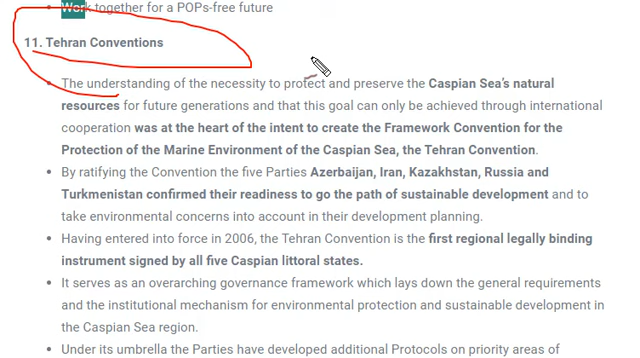 Work together for a POPs-free future
11. Tehran Conventions
The understanding of the necessity to protect and preserve the Caspian Sea's natural
resources for future generations and that this goal can only be achieved through international
cooperation was at the heart of the intent to create the Framework Convention for the
Protection of the Marine Environment of the Caspian Sea, the Tehran Convention.
By ratifying the Convention the five Parties Azerbaijan, Iran, Kazakhstan, Russia and
Turkmenistan confirmed their readiness to go the path of sustainable development and to
take environmental concerns into account in their development planning.
Having entered into force in 2006, the Tehran Convention is the first regional legally binding
instrument signed by all five Caspian littoral states.
It serves as an overarching governance framework which lays down the general requirements
and the institutional mechanism for environmental protection and sustainable development in
the Caspian Sea region.
Under its umbrella the Parties have developed additional Protocols on priority areas of